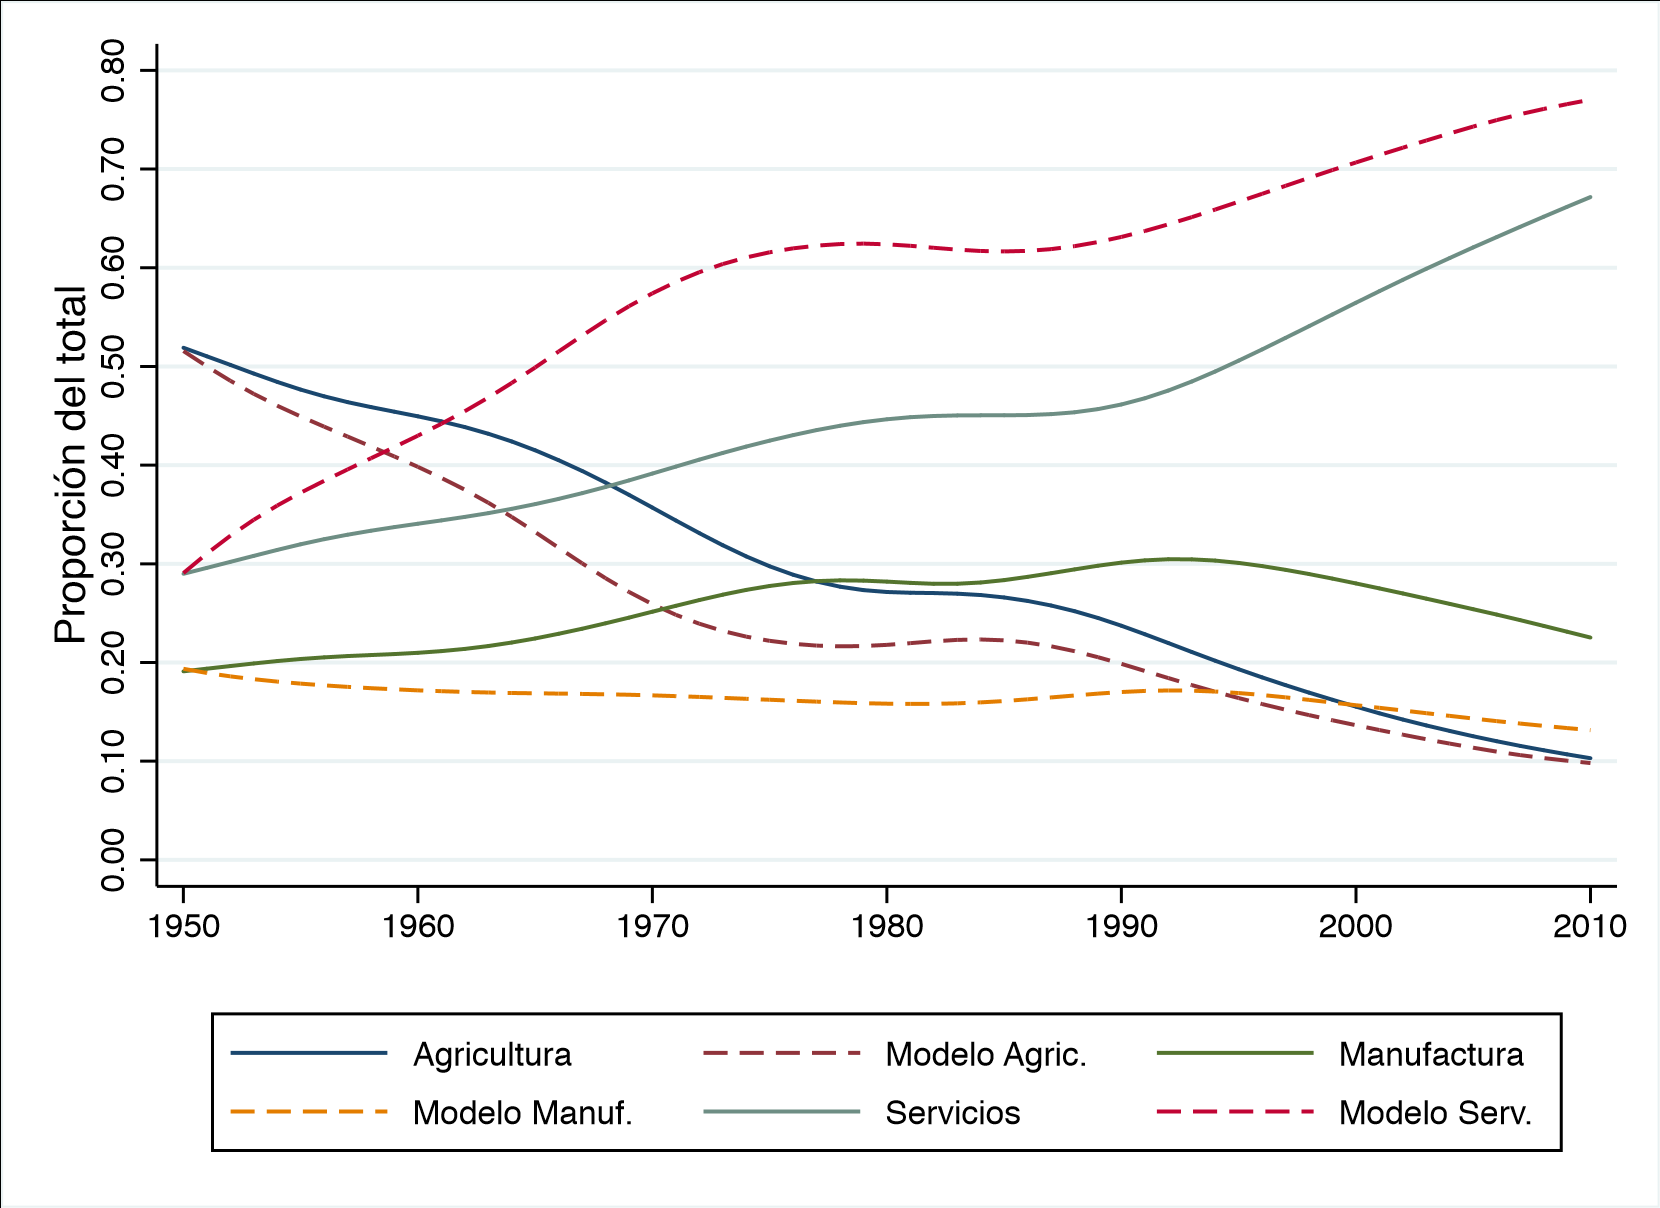 Proporción del total
0.80
0.70
0.60
0.50
0.40
0.30
0.20
0.10
0.00
1950 1960 1970 1980 1990 2000 2010
Agricultura Modelo Agric. Manufactura
Modelo Manuf. Servicios Modelo Serv.